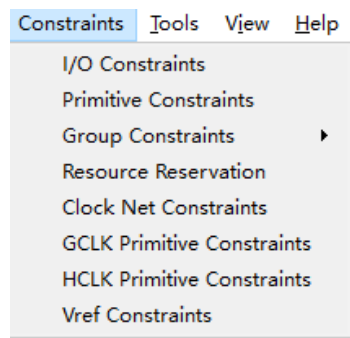 Constraints Tools View Help
I/O Constraints
Primitive Constraints
Group Constraints
Resource Reservation
Clock Net Constraints
GCLK Primitive Constraints
HCLK Primitive Constraints
Vref Constraints